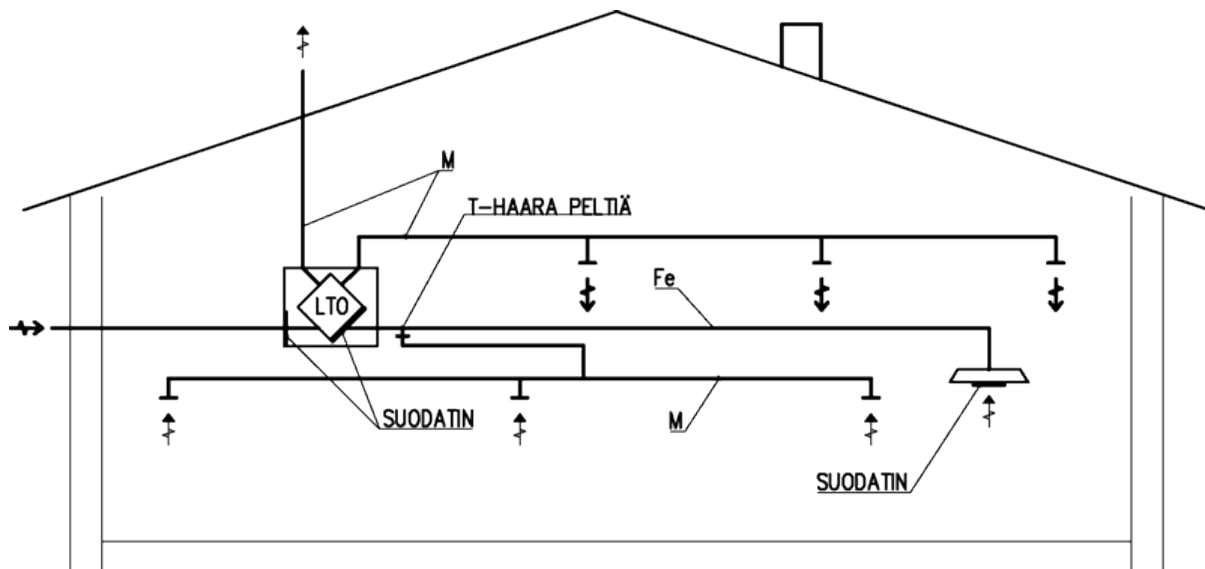 M
T-HAARA PELTIÄ
Fe
LTO
SUODATIN
M
SUODATIN